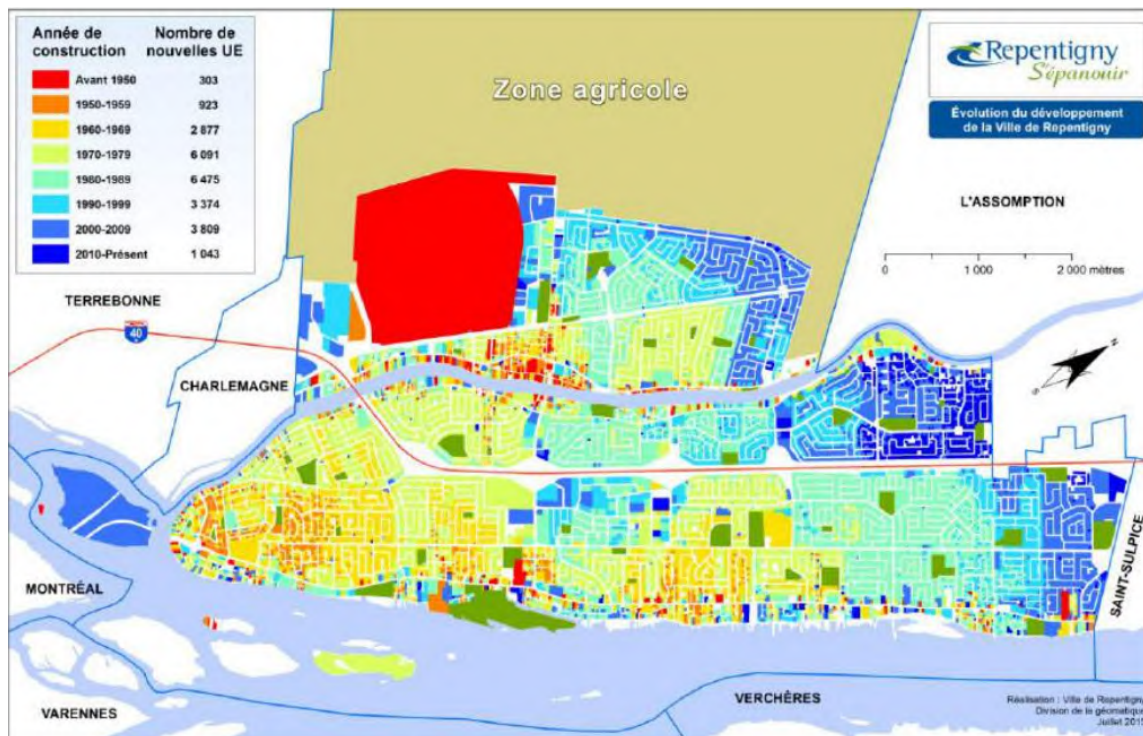 Année de construction Nombre de nouvelles UE
Avant 1950 303
1950-1959 923
1960-1969 2 877
1970-1979 6 091
1980-1989 6 475
1990-1999 3 374
2000-2009 3 809
2010-Présent 1 043
Zone agricole
Repentigny
S'épanouir
Évolution du développement
de la Ville de Repentigny
L'ASSOMPTION
0 1 000 2 000 mètres
TERREBONNE
40
CHARLEMAGNE
N
S
SAINT-SULPICE
MONTRÉAL
VARENNES
VERCHÈRES
Réalisation : Ville de Repentigny
Division de la géomatique
Juillet 2015